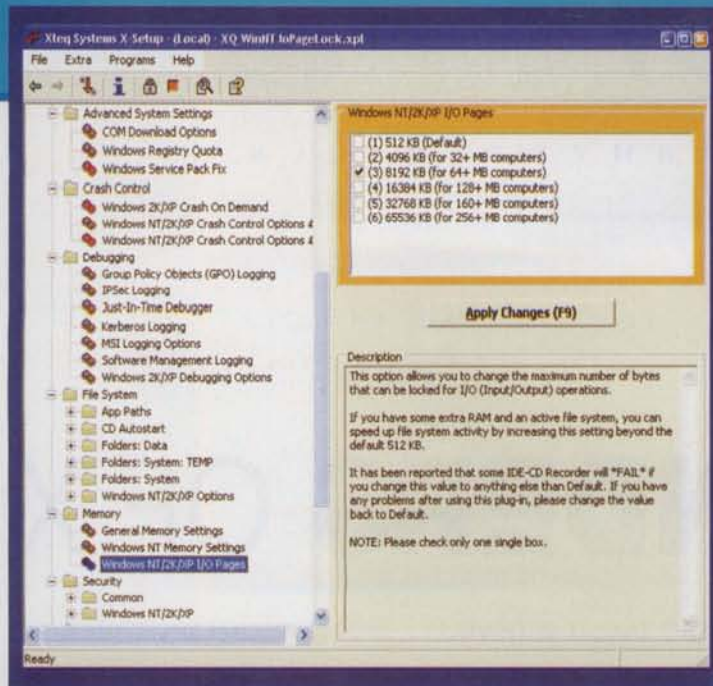 Xteq Systems X-Setup - (Local) - XQ WinNT IoPageLock.xpl
File Extra Programs Help
Advanced System Settings
COM Download Options
Windows Registry Quota
Windows Service Pack Fix
Crash Control
Windows 2K/XP Crash On Demand
Windows NT/2K/XP Crash Control Options &
Windows NT/2K/XP Crash Control Options &
Debugging
Group Policy Objects (GPO) Logging
IPSec Logging
Just-In-Time Debugger
Kerberos Logging
MSI Logging Options
Software Management Logging
Windows 2K/XP Debugging Options
File System
App Paths
CD Autostart
Folders: Data
Folders: System: TEMP
Folders: System
Windows NT/2K/XP Options
Memory
General Memory Settings
Windows NT Memory Settings
Windows NT/2K/XP I/O Pages
Security
Common
Windows NT/2K/XP
Windows NT/2K/XP I/O Pages
(1) 512 KB (Default)
(2) 4096 KB (for 32+ MB computers)
(3) 8192 KB (for 64+ MB computers)
(4) 16384 KB (for 128+ MB computers)
(5) 32768 KB (for 160+ MB computers)
(6) 65536 KB (for 256+ MB computers)
Apply Changes (F9)
Description
This option allows you to change the maximum number of bytes
that can be locked for I/O (Input/Output) operations.
If you have some extra RAM and an active file system, you can
speed up file system activity by increasing this setting beyond the
default 512 KB.
It has been reported that some IDE-CD Recorder will *FAIL* if
you change this value to anything else than Default. If you have
any problems after using this plug-in, please change the value
back to Default.
NOTE: Please check only one single box.
Ready